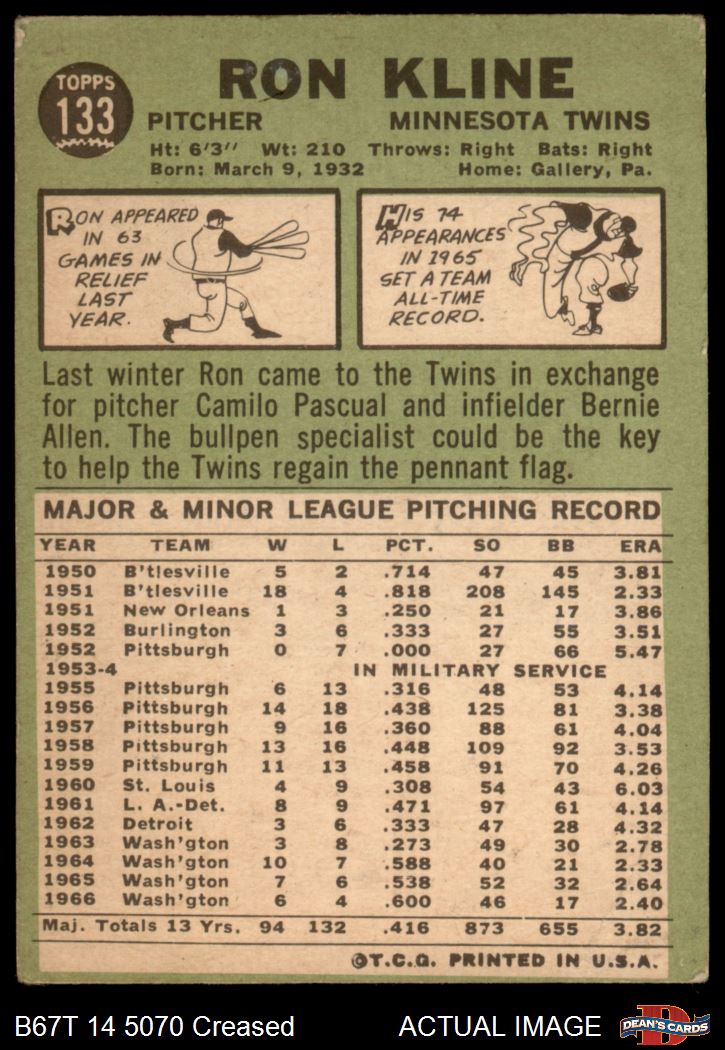 TOPPS
133
RON KLINE
PITCHER MINNESOTA TWINS
Ht: 6'3" Wt: 210 Throws: Right Bats: Right
Born: March 9, 1932 Home: Gallery, Pa.
RON APPEARED
IN 63
GAMES IN
RELIEF
LAST
YEAR.
HIS 74
APPEARANCES
IN 1965
SET A TEAM
ALL-TIME
RECORD.
Last winter Ron came to the Twins in exchange
for pitcher Camilo Pascual and infielder Bernie
Allen. The bullpen specialist could be the key
to help the Twins regain the pennant flag.
MAJOR & MINOR LEAGUE PITCHING RECORD
YEAR TEAM W L PCT. SO BB ERA
1950 B'tlesville 5 2 .714 47 45 3.81
1951 B'tlesville 18 4 .818 208 145 2.33
1951 New Orleans 1 3 .250 21 17 3.86
1952 Burlington 3 6 .333 27 55 3.51
1952 Pittsburgh 0 7 .000 27 66 5.47
1953-4 IN MILITARY SERVICE
1955 Pittsburgh 6 13 .316 48 53 4.14
1956 Pittsburgh 14 18 .438 125 81 3.38
1957 Pittsburgh 9 16 .360 88 61 4.04
1958 Pittsburgh 13 16 .448 109 92 3.53
1959 Pittsburgh 11 13 .458 91 70 4.26
1960 St. Louis 4 9 .308 54 43 6.03
1961 L. A.-Det. 8 9 .471 97 61 4.14
1962 Detroit 3 6 .333 47 28 4.32
1963 Wash'gton 3 8 .273 49 30 2.78
1964 Wash'gton 10 7 .588 40 21 2.33
1965 Wash'gton 7 6 .538 52 32 2.64
1966 Wash'gton 6 4 .600 46 17 2.40
Maj. Totals 13 Yrs. 94 132 .416 873 655 3.82
©T.C.G. PRINTED IN U.S.A.
B67T 14 5070 Creased ACTUAL IMAGE
D
DEAN'S CARDS